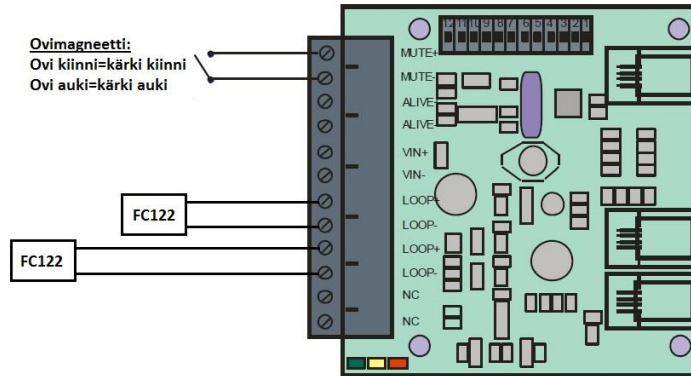 12 11 10 9 8 7 6 5 4 3 2 1
Ovimagneetti:
Ovi kiinni=kärki kiinni
Ovi auki=kärki auki
MUTE+
MUTE-
ALIVE-
ALIVE-
VIN+
VIN-
LOOP+
LOOP-
LOOP+
LOOP-
NC
NC
FC122
FC122